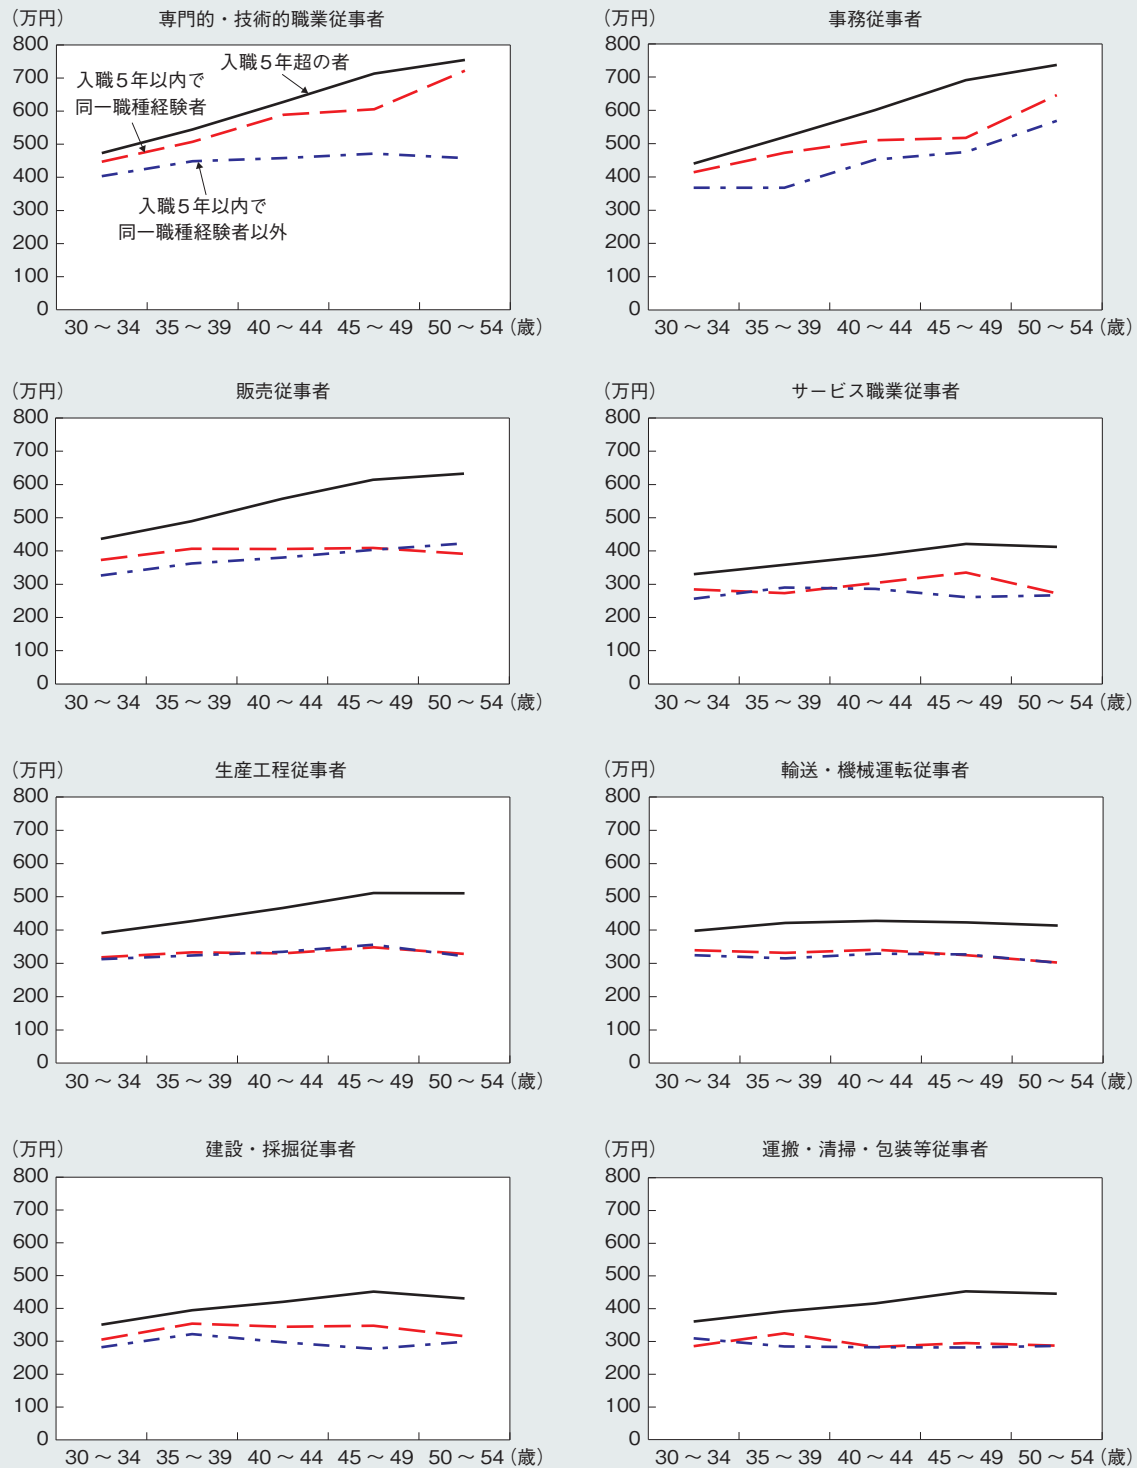 (万円)
専門的・技術的職業従事者
800
700
600
500
400
300
200
100
0
入職5年超の者
入職5年以内で
同一職種経験者
入職5年以内で
同一職種経験者以外
30～34 35～39 40～44 45～49 50～54(歳)
(万円)
事務従事者
800
700
600
500
400
300
200
100
0
30～34 35～39 40～44 45～49 50～54(歳)
(万円)
販売従事者
800
700
600
500
400
300
200
100
0
30～34 35～39 40～44 45～49 50～54(歳)
(万円)
サービス職業従事者
800
700
600
500
400
300
200
100
0
30～34 35～39 40～44 45～49 50～54(歳)
(万円)
生産工程従事者
800
700
600
500
400
300
200
100
0
30～34 35～39 40～44 45～49 50～54(歳)
(万円)
輸送・機械運転従事者
800
700
600
500
400
300
200
100
0
30～34 35～39 40～44 45～49 50～54(歳)
(万円)
建設・採掘従事者
800
700
600
500
400
300
200
100
0
30～34 35～39 40～44 45～49 50～54(歳)
(万円)
運搬・清掃・包装等従事者
800
700
600
500
400
300
200
100
0
30～34 35～39 40～44 45～49 50～54(歳)